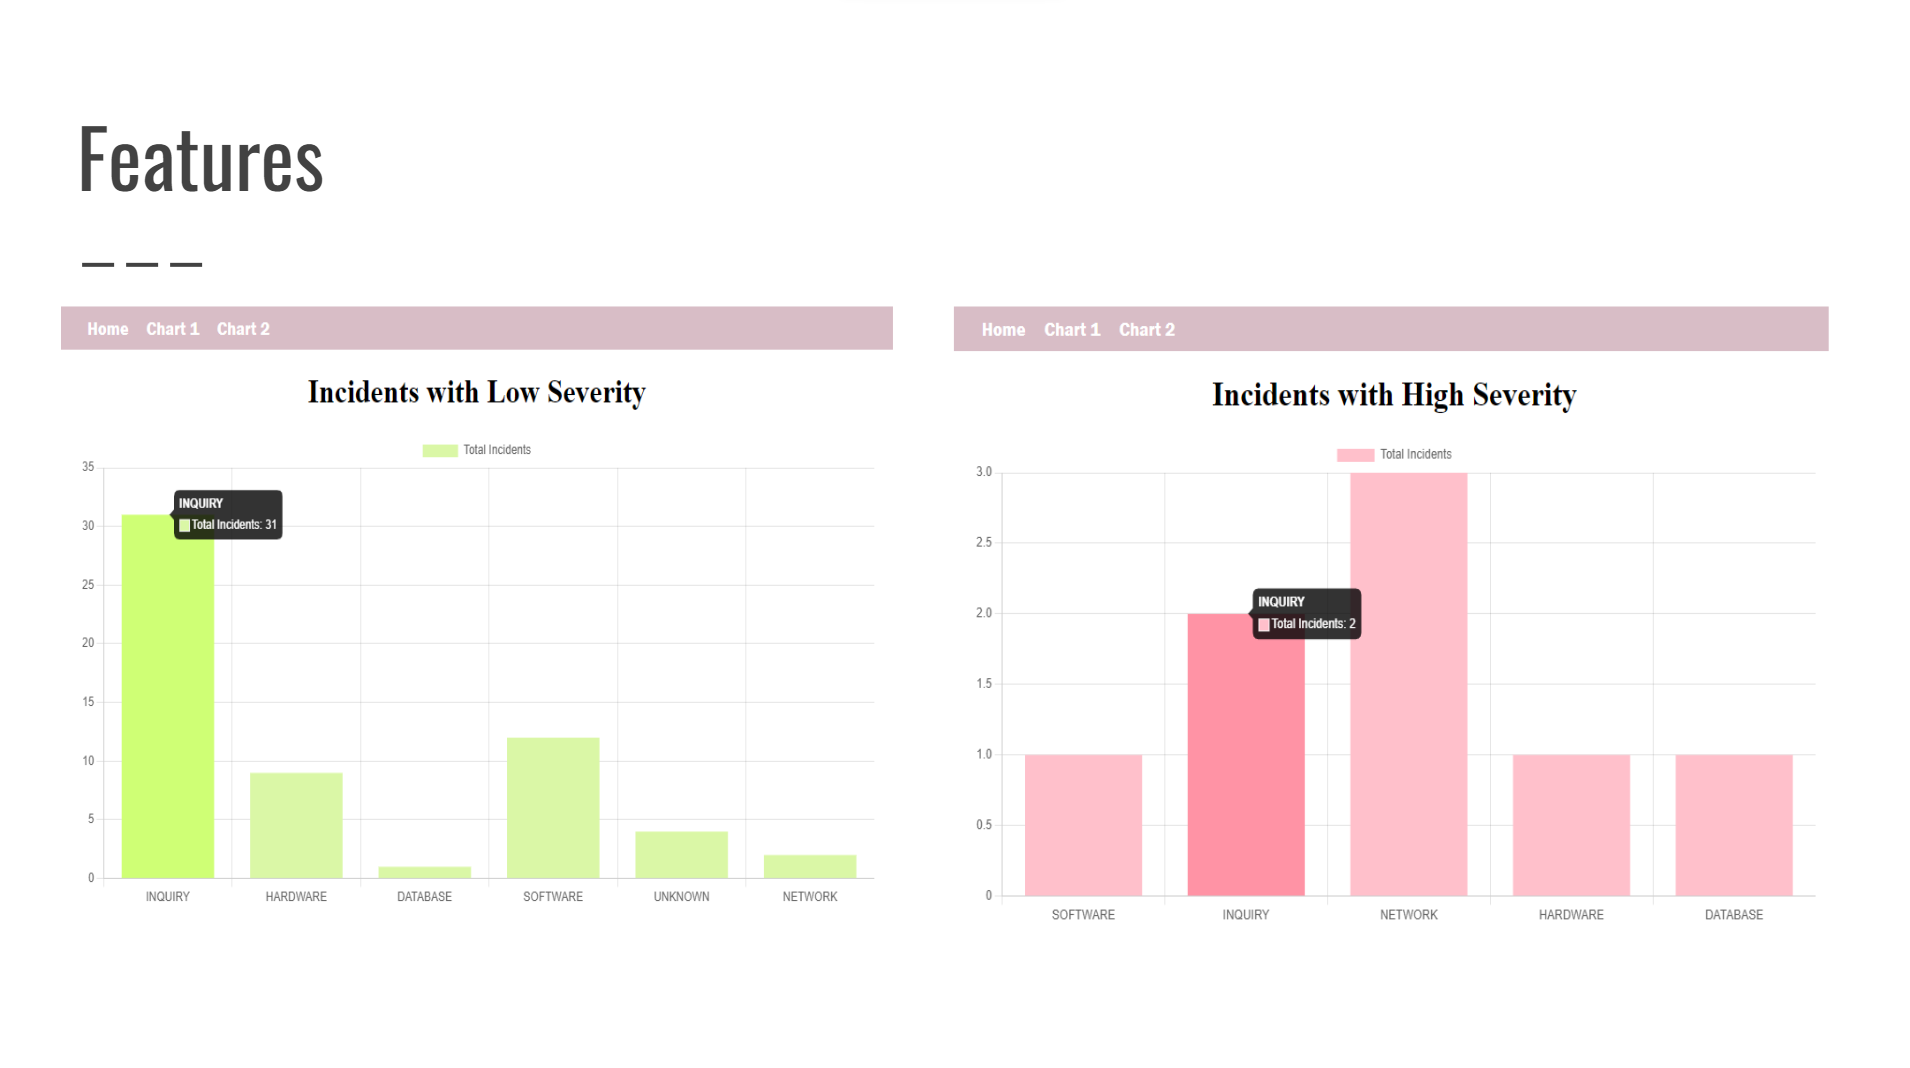 Features
Home Chart 1 Chart 2
Incidents with Low Severity
Total Incidents
35
30
25
20
15
10
5
0
INQUIRY
Total Incidents: 31
INQUIRY HARDWARE DATABASE SOFTWARE UNKNOWN NETWORK
Home Chart 1 Chart 2
Incidents with High Severity
Total Incidents
3.0
2.5
2.0
1.5
1.0
0.5
0
INQUIRY
Total Incidents: 2
SOFTWARE INQUIRY NETWORK HARDWARE DATABASE